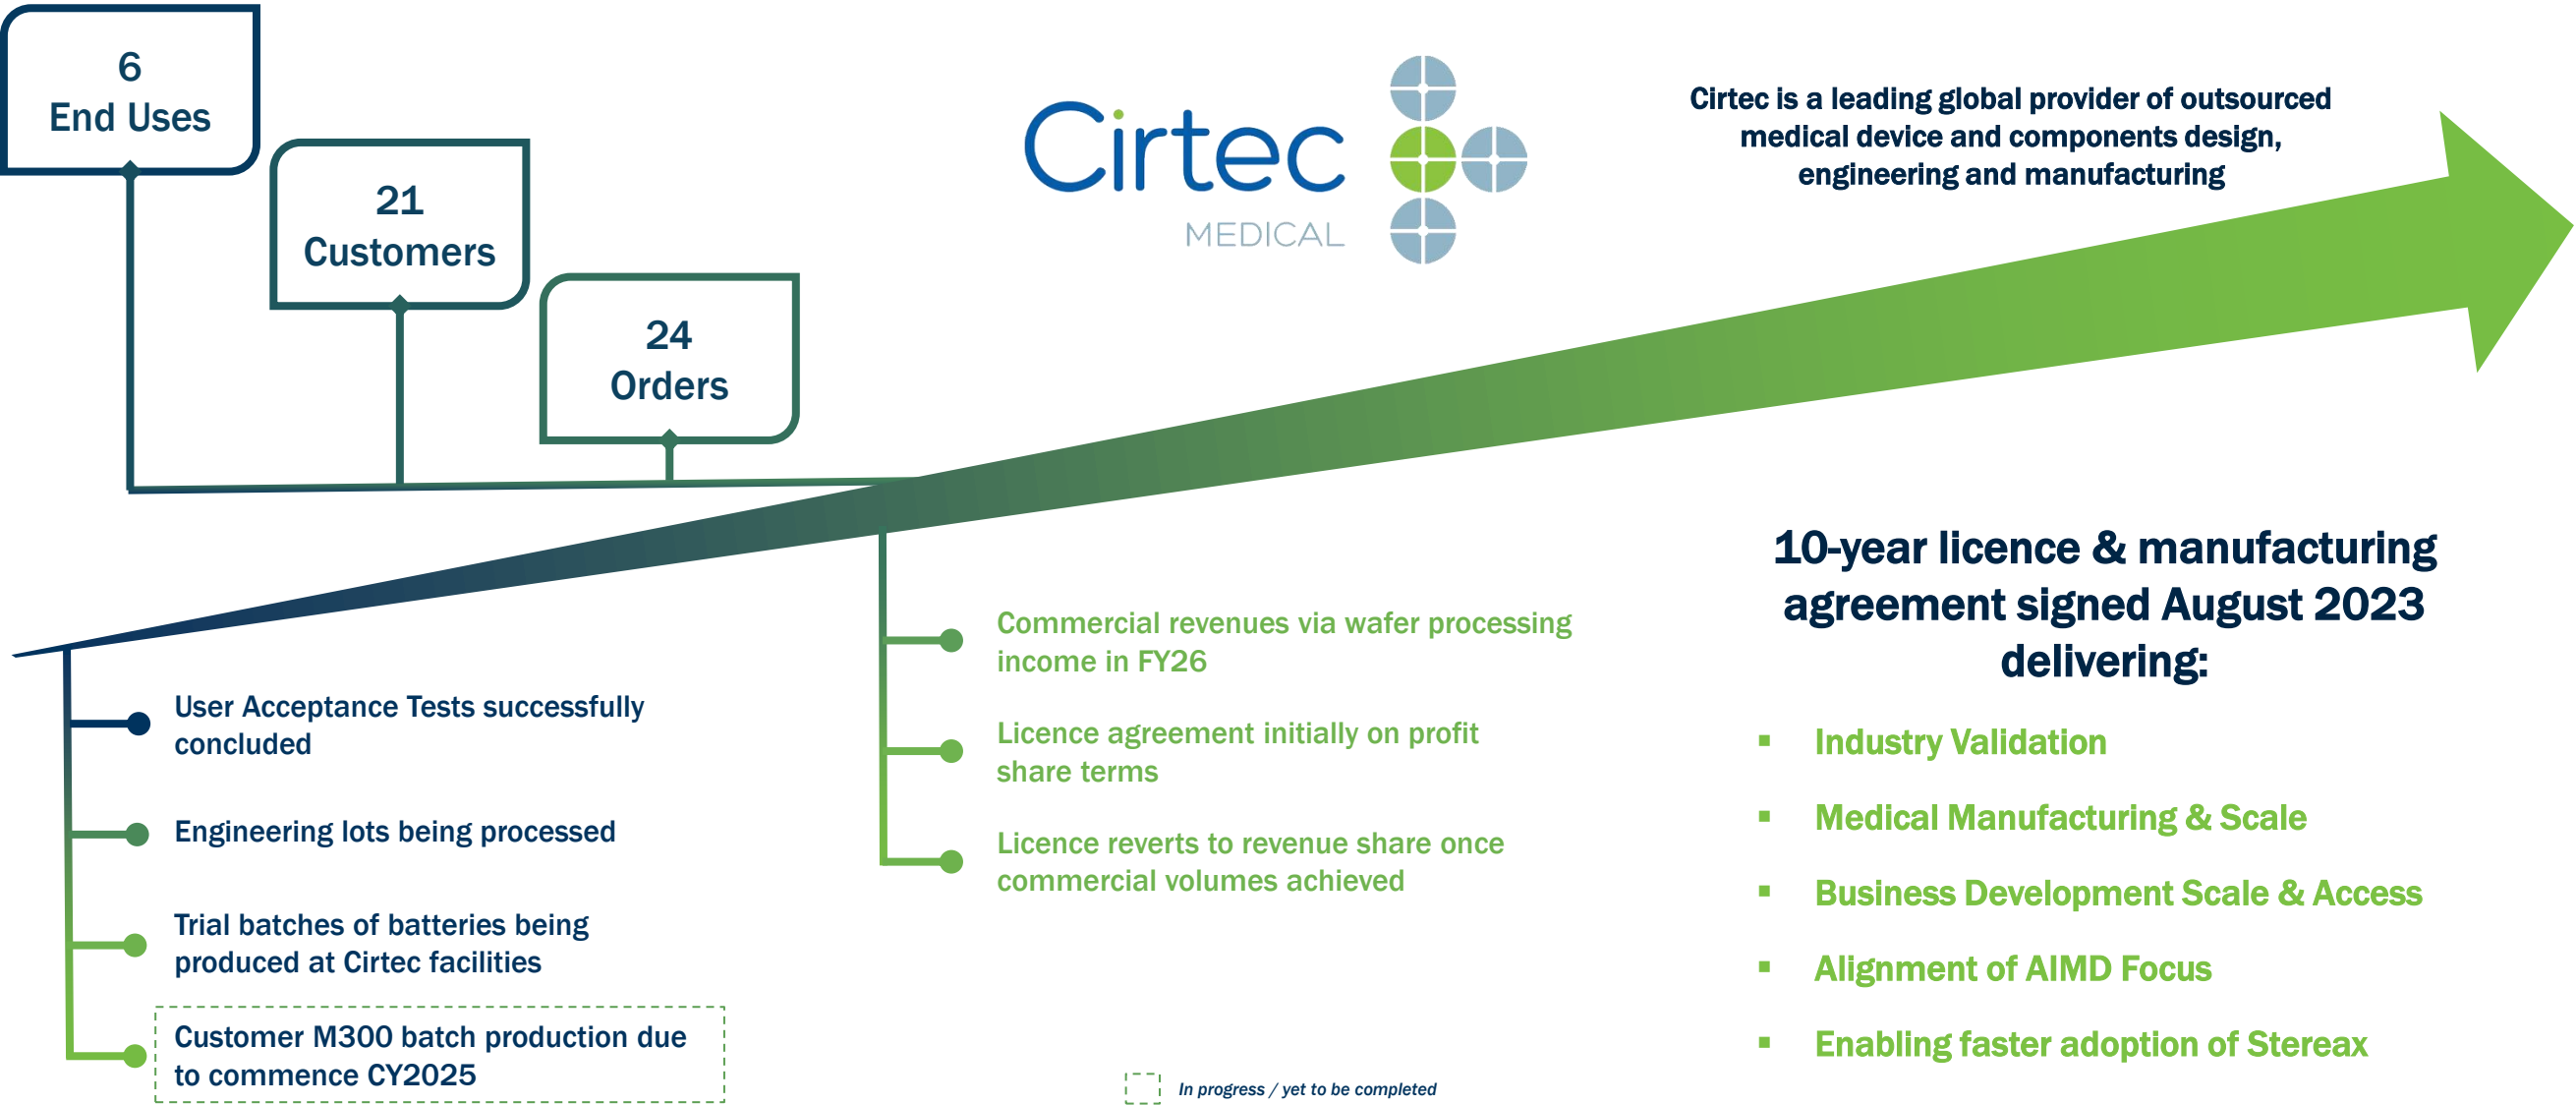 6
End Uses
21
Customers
24
Orders
Cirtec
MEDICAL
Cirtec is a leading global provider of outsourced
medical device and components design,
engineering and manufacturing
User Acceptance Tests successfully
concluded
Engineering lots being processed
Trial batches of batteries being
produced at Cirtec facilities
Customer M300 batch production due
to commence CY2025
Commercial revenues via wafer processing
income in FY26
Licence agreement initially on profit
share terms
Licence reverts to revenue share once
commercial volumes achieved
In progress / yet to be completed
10-year licence & manufacturing
agreement signed August 2023
delivering:
▪ Industry Validation
▪ Medical Manufacturing & Scale
▪ Business Development Scale & Access
▪ Alignment of AIMD Focus
▪ Enabling faster adoption of Stereax